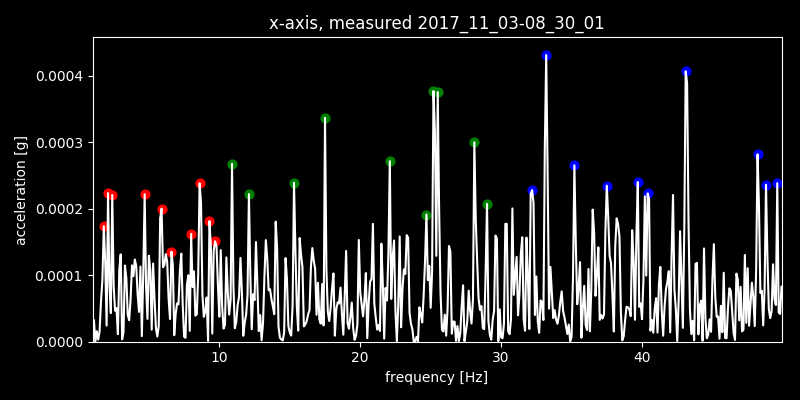 x-axis, measured 2017_11_03-08_30_01
0.0004
0.0003
0.0002
0.0001
0.0000
acceleration [g]
10 20 30 40
frequency [Hz]